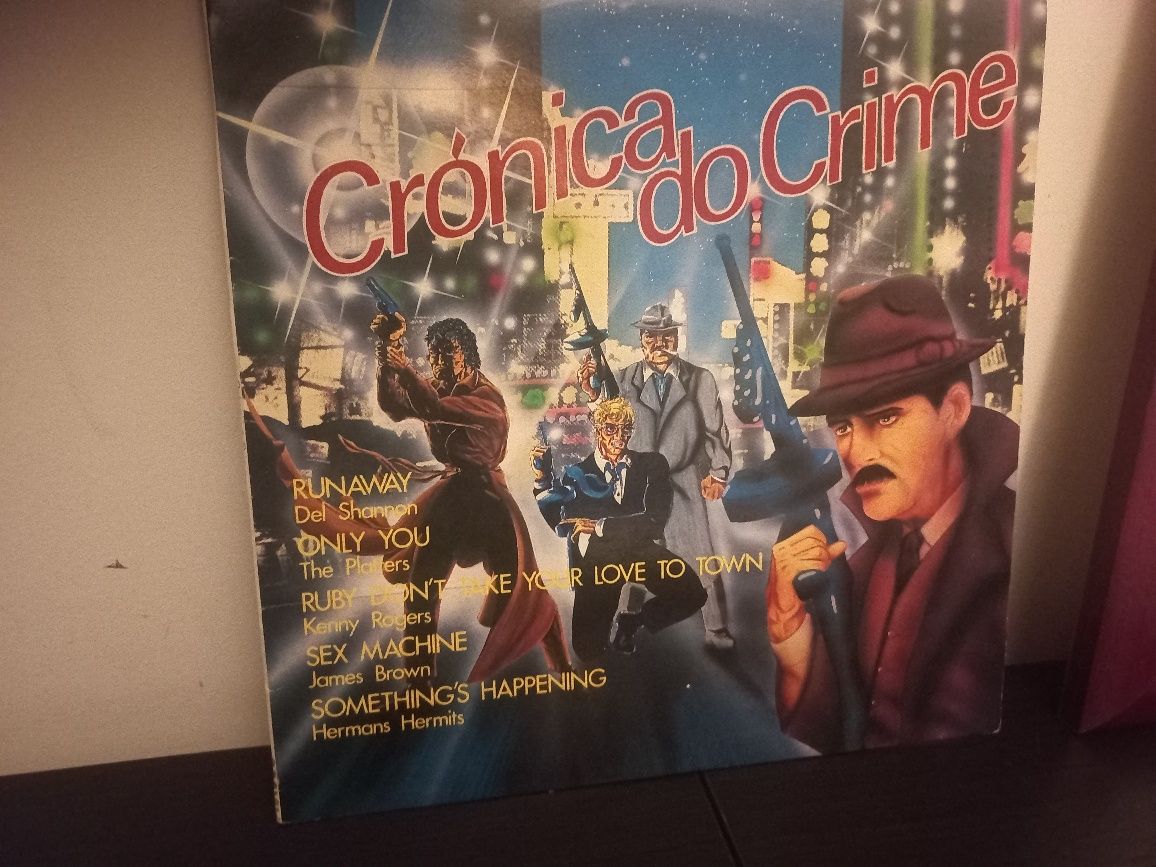 Crónica do Crime
RUNAWAY
Del Shannon
ONLY YOU
The Platters
RUBY DON'T TAKE YOUR LOVE TO TOWN
Kenny Rogers
SEX MACHINE
James Brown
SOMETHING'S HAPPENING
Hermans Hermits